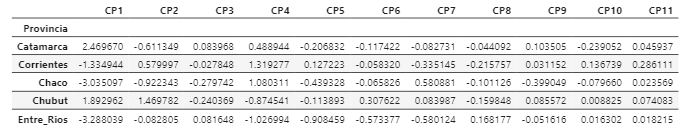 CP1 CP2 CP3 CP4 CP5 CP6 CP7 CP8 CP9 CP10 CP11
Provincia
Catamarca 2.469670 -0.611349 0.083968 0.488944 -0.206832 -0.117422 -0.082731 -0.044092 0.103505 -0.239052 0.045937
Corrientes -1.334944 0.579997 -0.027848 1.319277 0.127223 -0.058320 -0.335145 -0.215757 0.031152 0.136739 0.286111
Chaco -3.035097 -0.922343 -0.279742 1.080311 -0.439328 -0.065826 0.580881 -0.101126 -0.399049 -0.079660 0.023569
Chubut 1.892962 1.469782 -0.240369 -0.874541 -0.113893 0.307622 0.083987 -0.159848 0.085572 0.008825 0.074083
Entre_Rios -3.288039 -0.082805 0.081648 -1.026994 -0.908459 -0.573377 -0.580124 0.168177 -0.051616 0.016302 0.018215